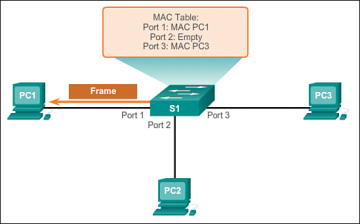 MAC Table:
Port 1: MAC PC1
Port 2: Empty
Port 3: MAC PC3
Frame
PC1
S1
PC3
Port 1
Port 3
Port 2
PC2